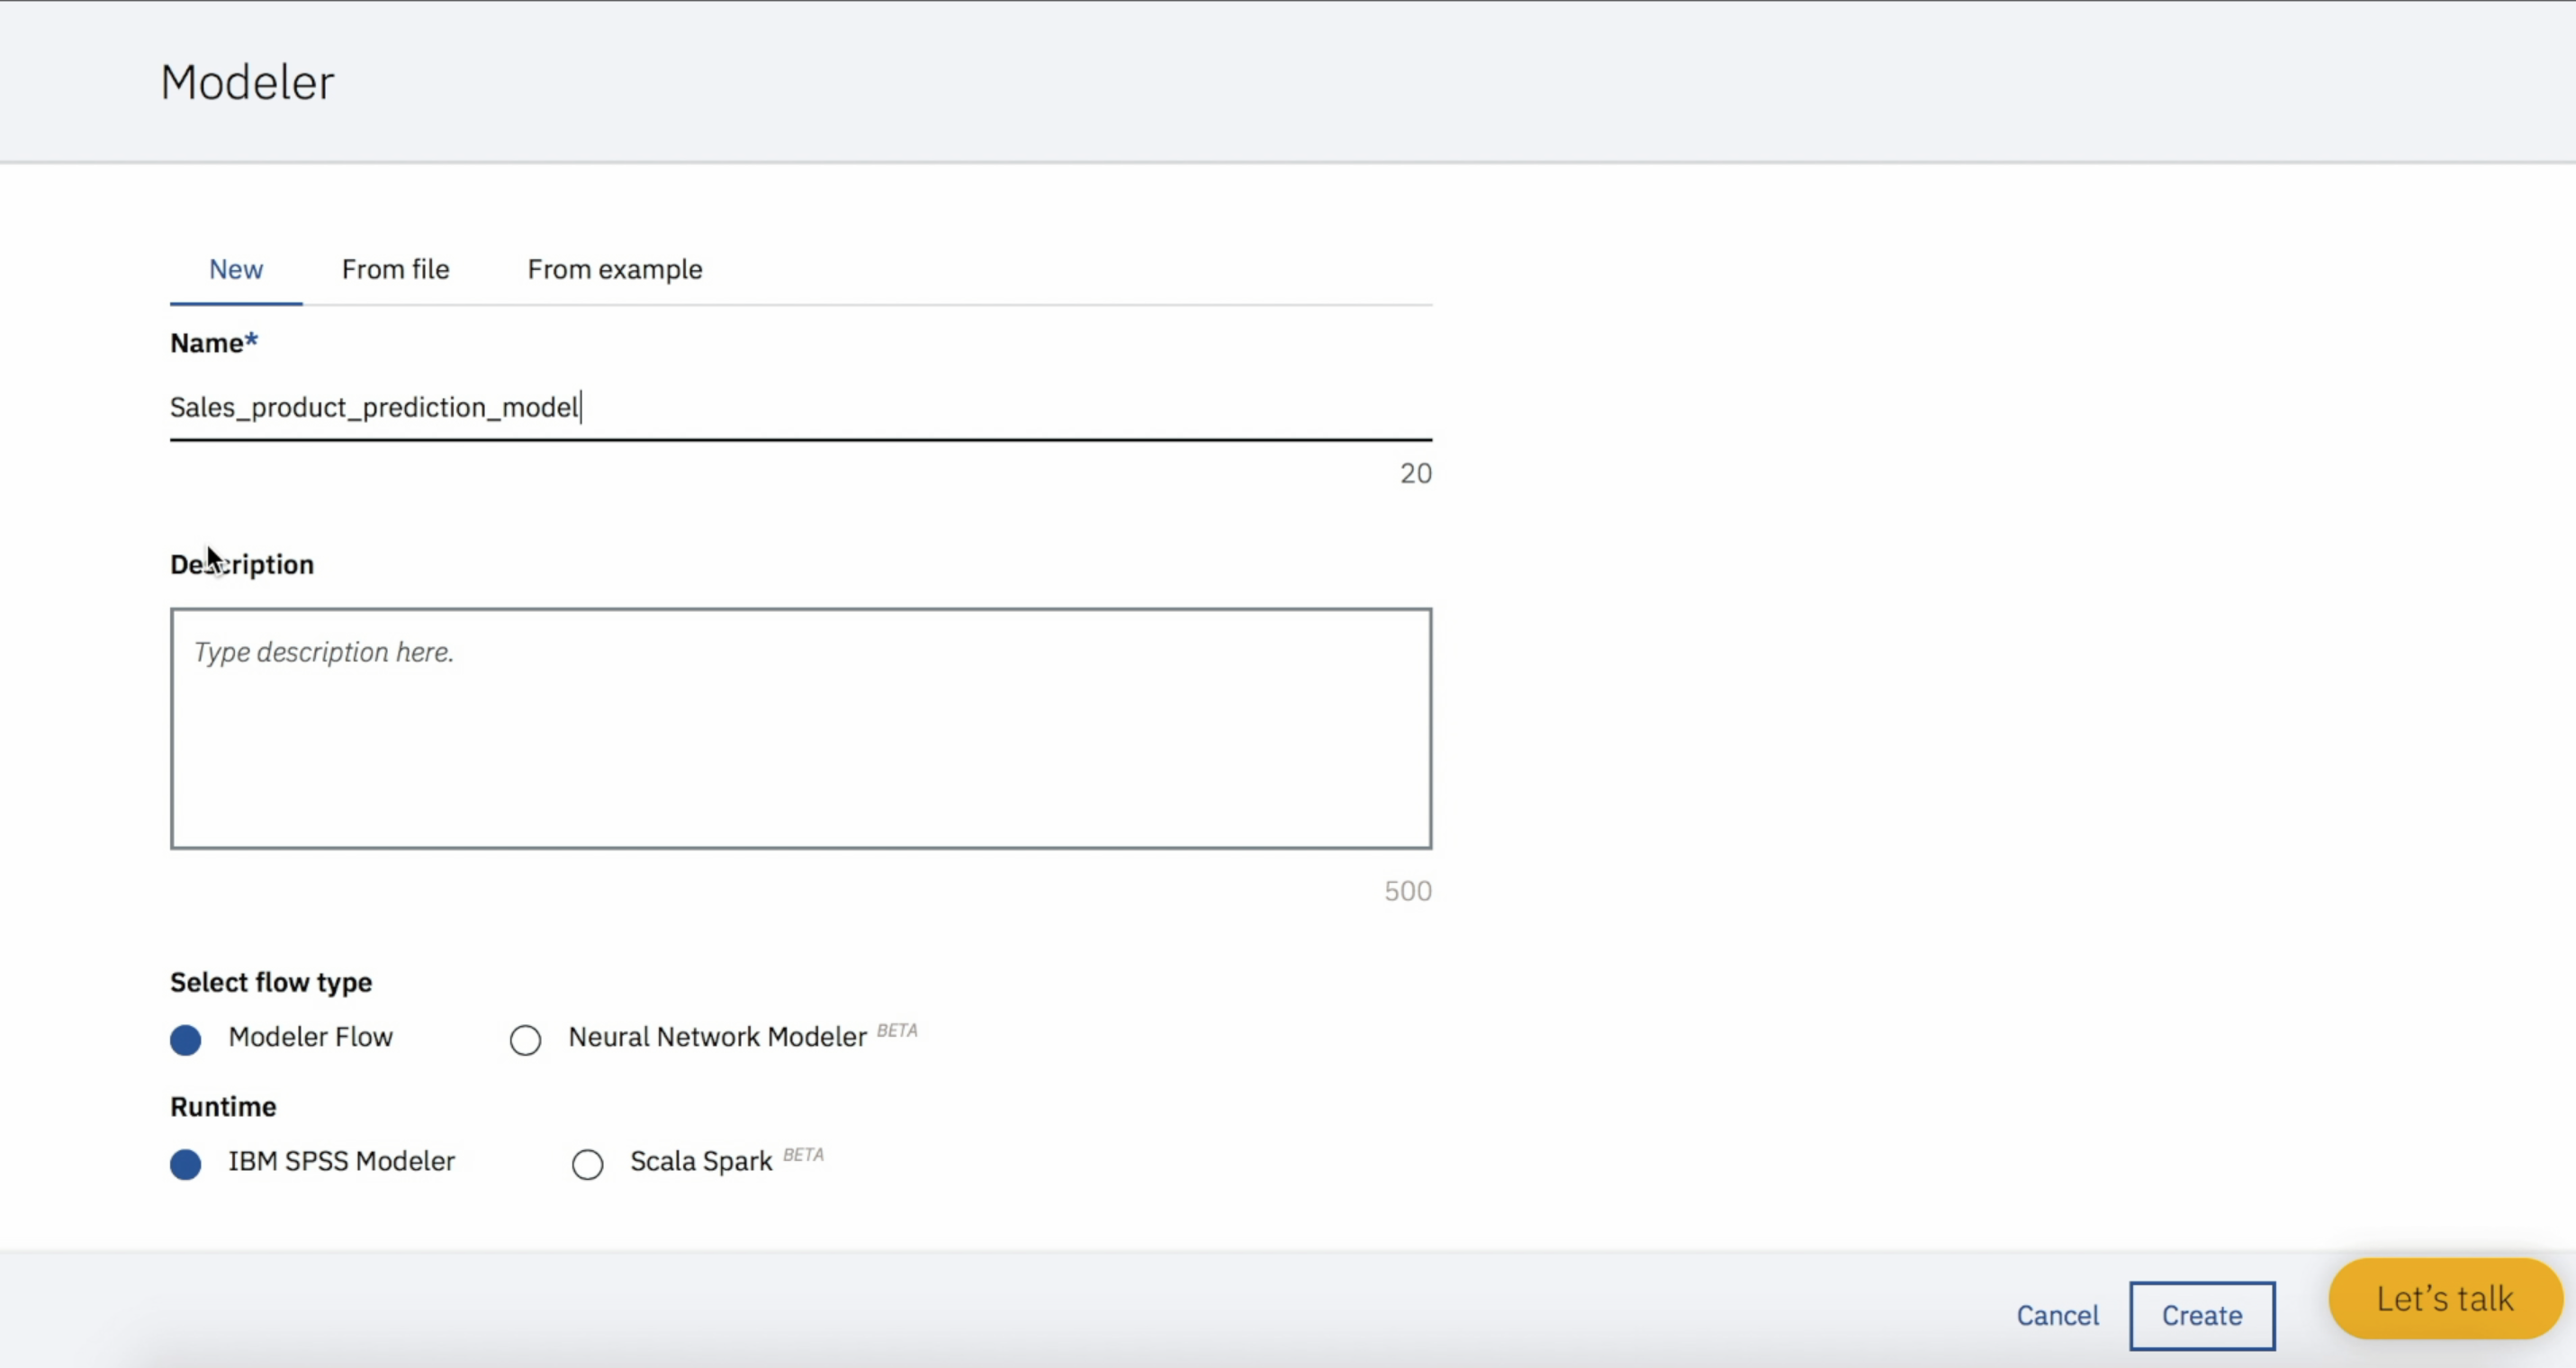 Modeler
New From file From example
Name*
Sales_product_prediction_model
20
Description
Type description here.
500
Select flow type
Modeler Flow Neural Network Modeler BETA
Runtime
IBM SPSS Modeler Scala Spark BETA
Cancel Create Let's talk